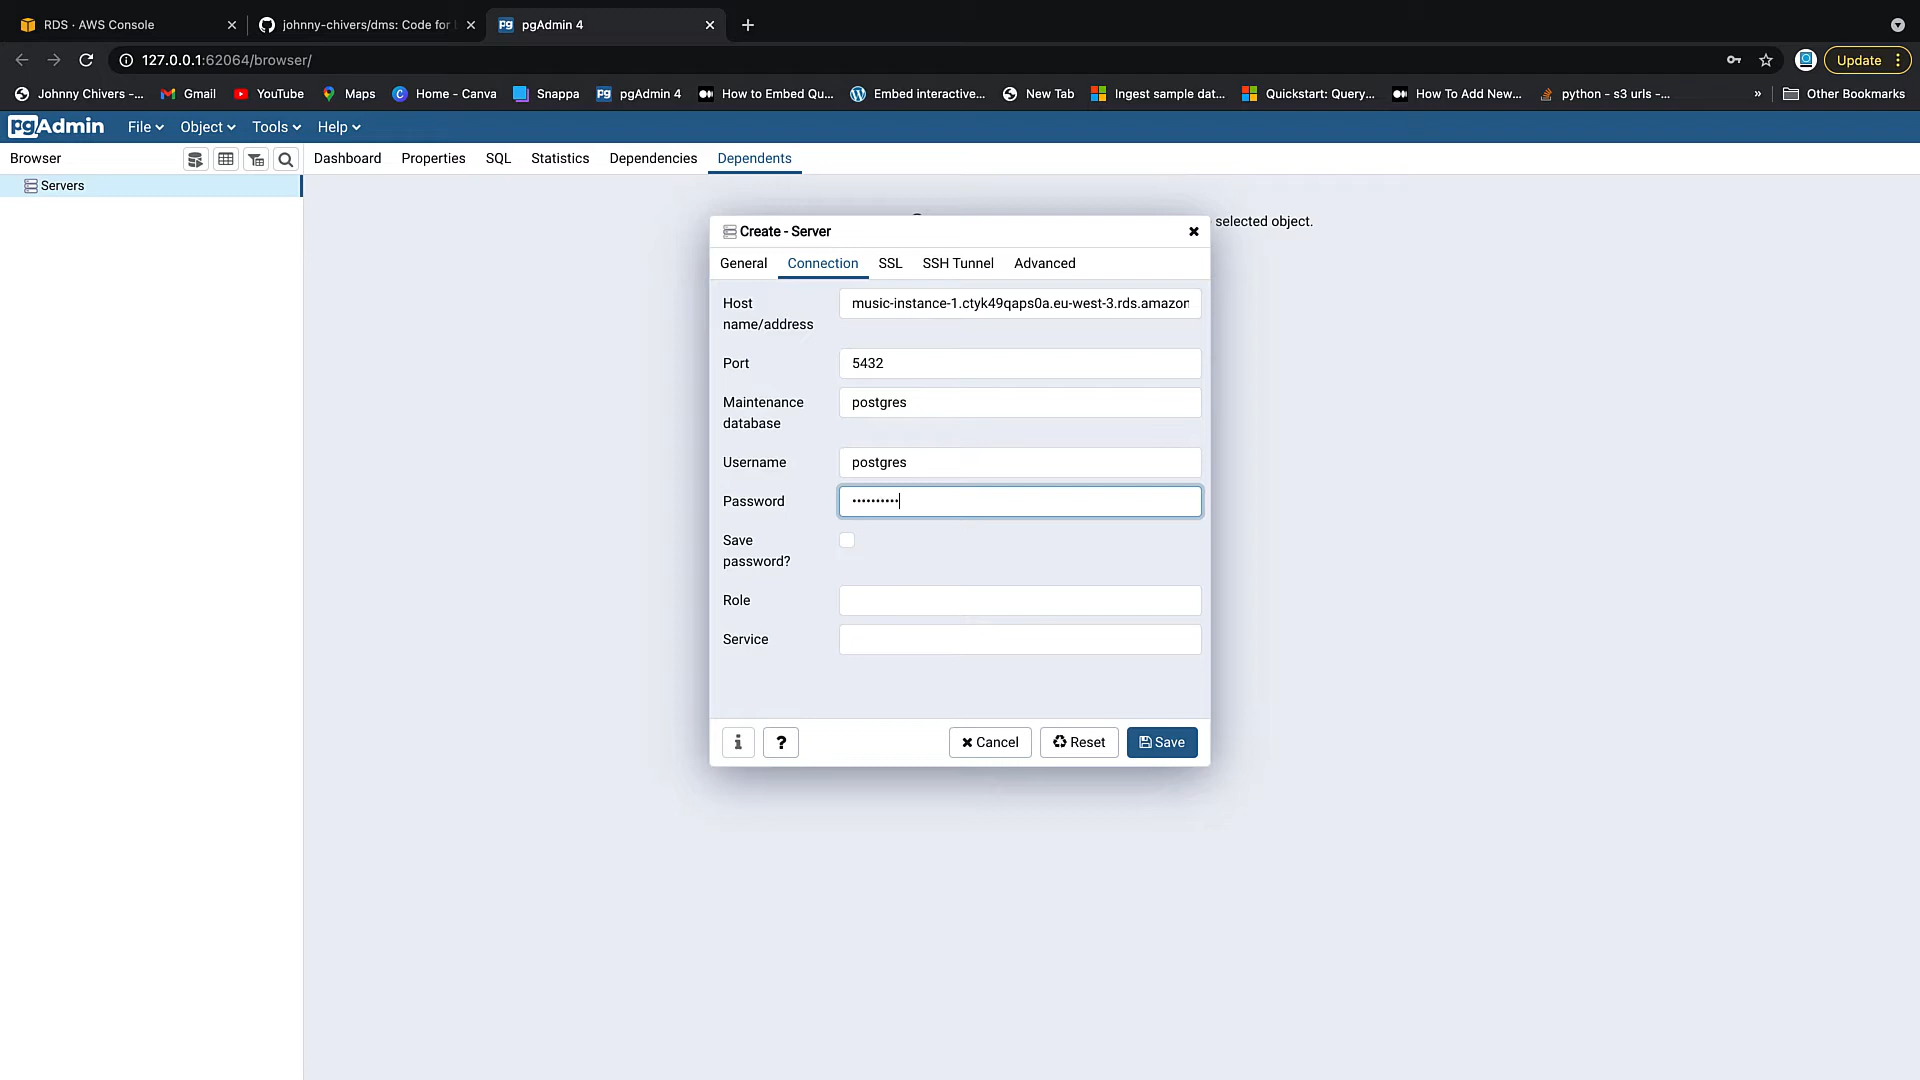 RDS · AWS Console
johnny-chivers/dms: Code for
pgAdmin 4
127.0.0.1:62064/browser/
Update
Johnny Chivers -...
Gmail
YouTube
Maps
Home - Canva
Snappa
pgAdmin 4
How to Embed Qu...
Embed interactive...
New Tab
Ingest sample dat...
Quickstart: Query...
How To Add New...
python - s3 urls -...
»
Other Bookmarks
pgAdmin
File
Object
Tools
Help
Browser
Dashboard
Properties
SQL
Statistics
Dependencies
Dependents
Servers
selected object.
Create - Server
General
Connection
SSL
SSH Tunnel
Advanced
Host name/address
music-instance-1.ctyk49qaps0a.eu-west-3.rds.amazon
Port
5432
Maintenance database
postgres
Username
postgres
Password
••••••••••
Save password?
Role
Service
i
?
Cancel
Reset
Save